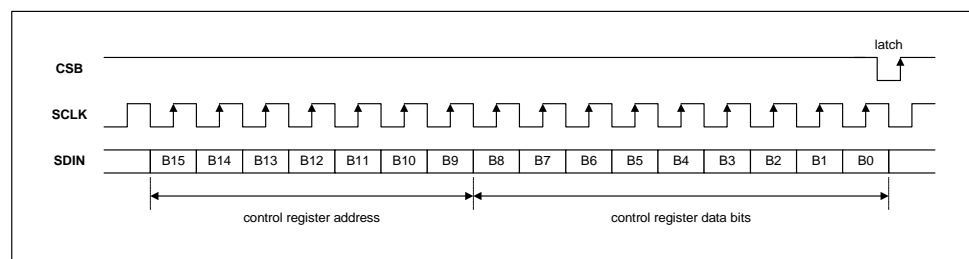 latch
CSB
SCLK
SDIN B15 B14 B13 B12 B11 B10 B9 B8 B7 B6 B5 B4 B3 B2 B1 B0
control register address control register data bits